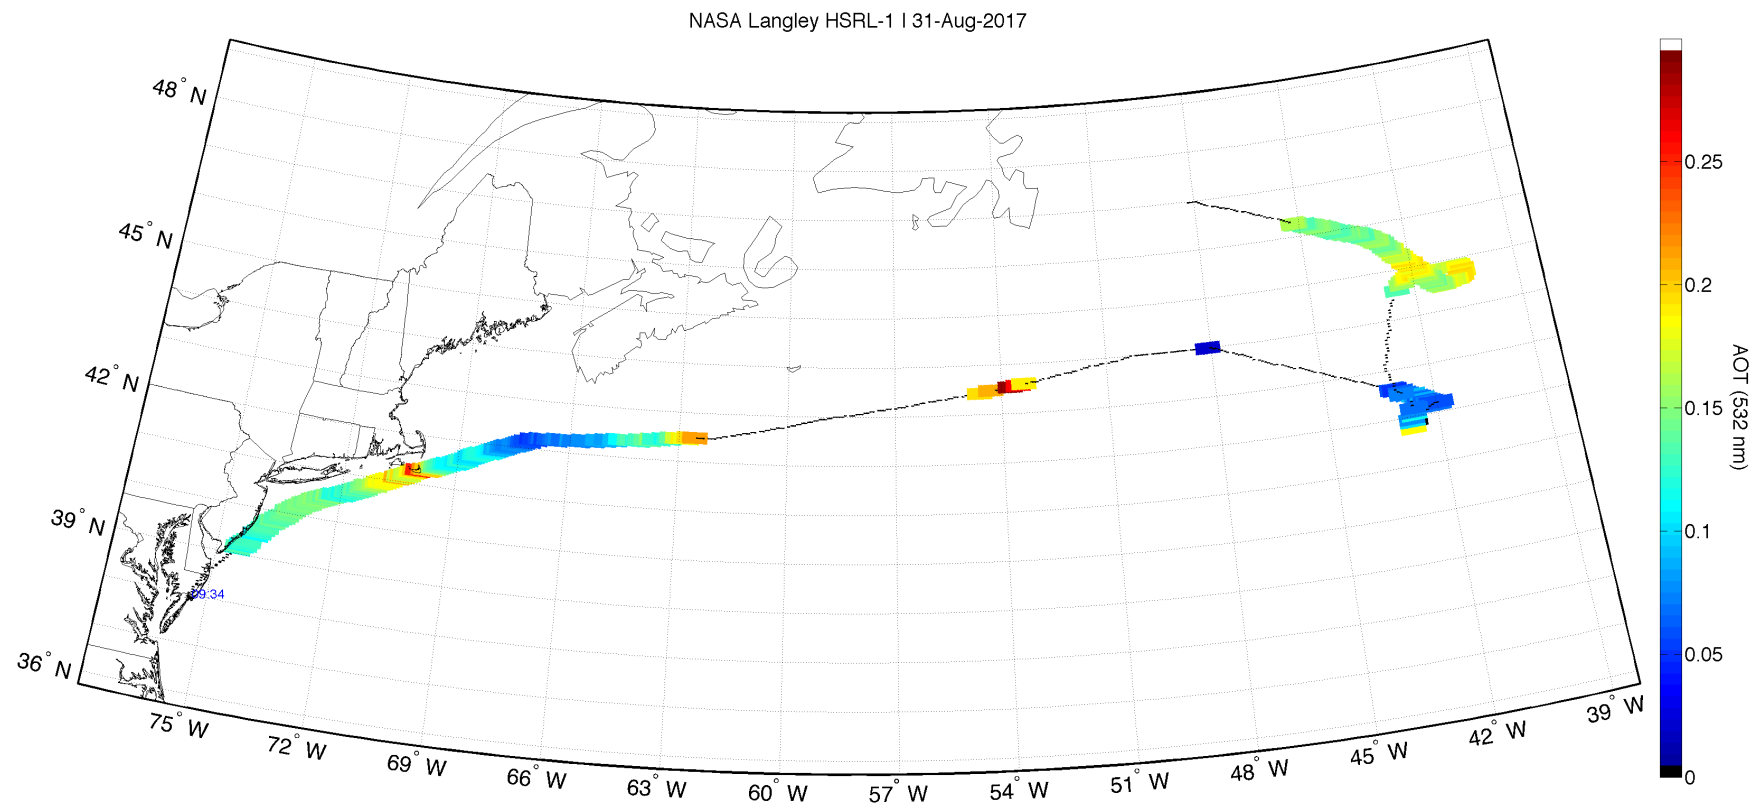 NASA Langley HSRL-1 | 31-Aug-2017
48° N
45° N
42° N
39° N
36° N
09:34
75° W
72° W
69° W
66° W
63° W
60° W
57° W
54° W
51° W
48° W
45° W
42° W
39° W
0.25
0.2
0.15
0.1
0.05
0
AOT (532 nm)